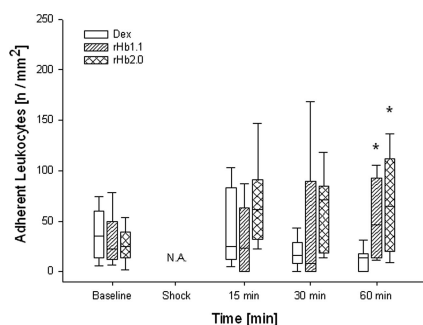 250
200
150
100
50
0
Adherent Leukocytes [n / mm²]
Dex
rHb1.1
rHb2.0
N.A.
*
*
Baseline Shock 15 min 30 min 60 min
Time [min]